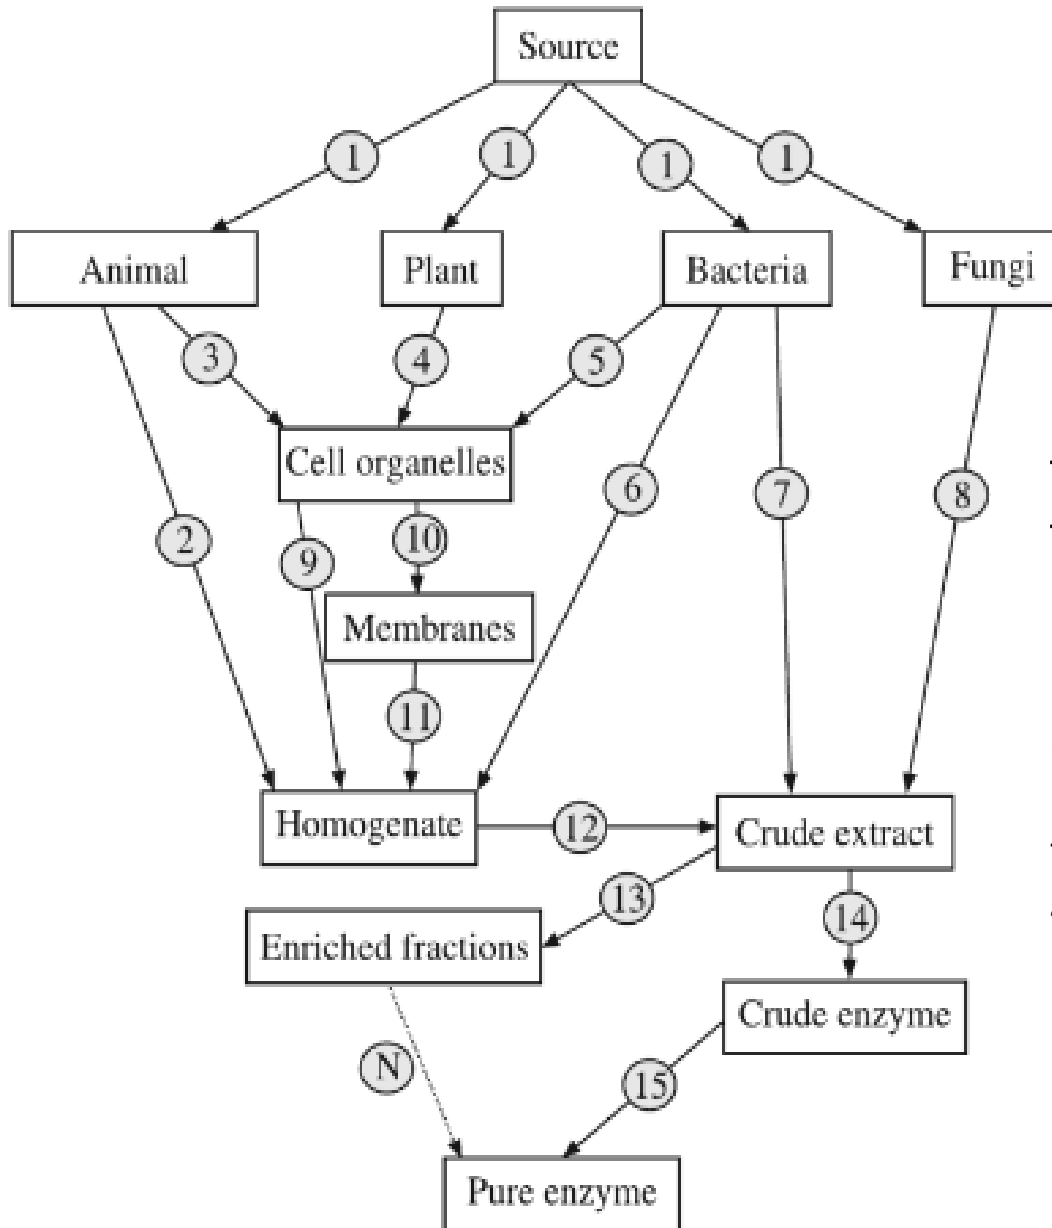 Source
1 1 1 1
Animal Plant Bacteria Fungi
3 4 5
Cell organelles
6 7 8
2 9 10
Membranes
11
Homogenate 12 Crude extract
13 14
Enriched fractions
Crude enzyme
N 15
Pure enzyme